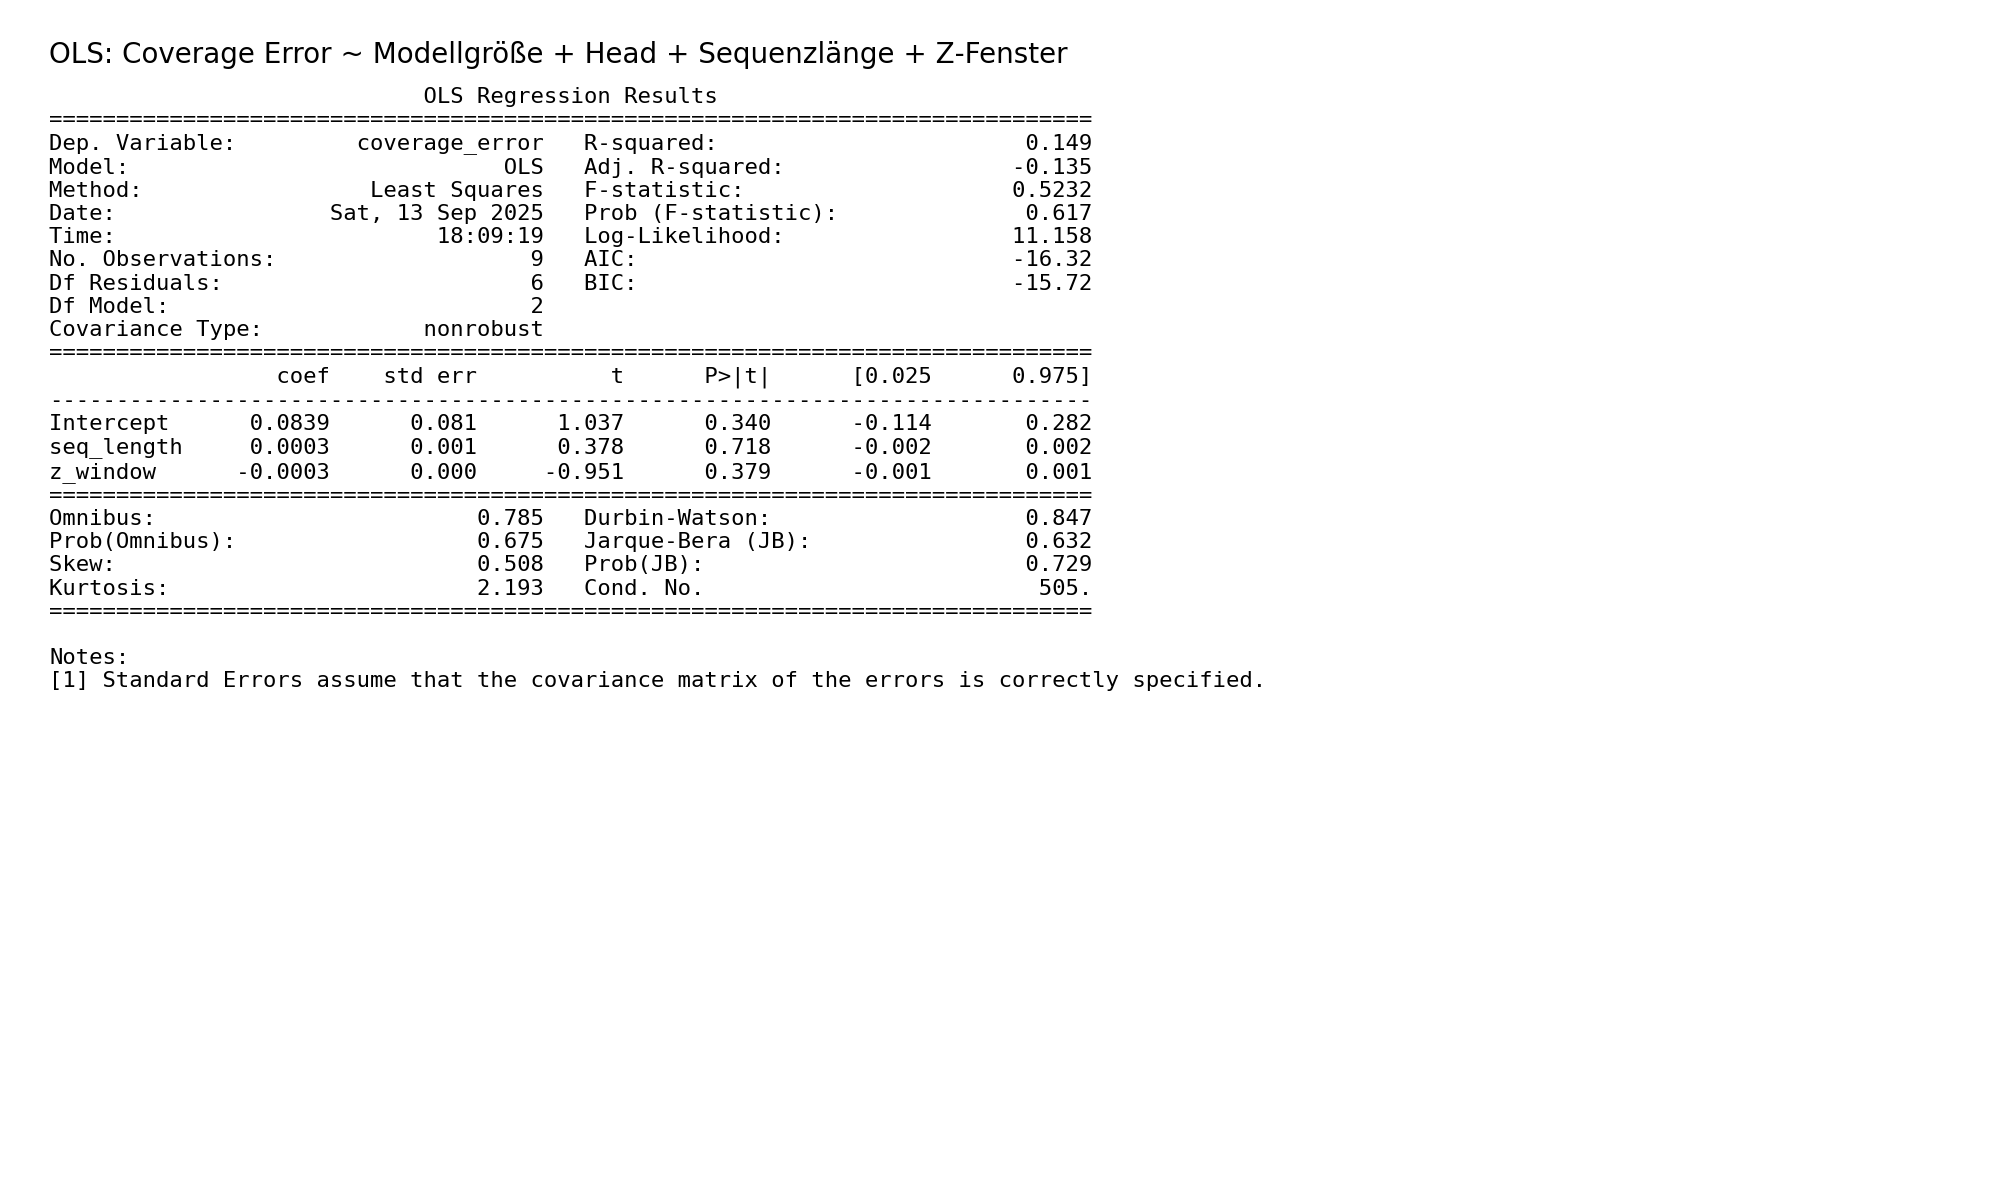 OLS: Coverage Error ~ Modellgröße + Head + Sequenzlänge + Z-Fenster
                            OLS Regression Results
==============================================================================
Dep. Variable:         coverage_error   R-squared:                       0.149
Model:                            OLS   Adj. R-squared:                 -0.135
Method:                 Least Squares   F-statistic:                    0.5232
Date:                Sat, 13 Sep 2025   Prob (F-statistic):              0.617
Time:                        18:09:19   Log-Likelihood:                 11.158
No. Observations:                   9   AIC:                            -16.32
Df Residuals:                       6   BIC:                            -15.72
Df Model:                           2
Covariance Type:            nonrobust
==============================================================================
                 coef    std err          t      P>|t|      [0.025      0.975]
------------------------------------------------------------------------------
Intercept      0.0839      0.081      1.037      0.340      -0.114       0.282
seq_length     0.0003      0.001      0.378      0.718      -0.002       0.002
z_window      -0.0003      0.000     -0.951      0.379      -0.001       0.001
==============================================================================
Omnibus:                        0.785   Durbin-Watson:                   0.847
Prob(Omnibus):                  0.675   Jarque-Bera (JB):                0.632
Skew:                           0.508   Prob(JB):                        0.729
Kurtosis:                       2.193   Cond. No.                         505.
==============================================================================
Notes:
[1] Standard Errors assume that the covariance matrix of the errors is correctly specified.